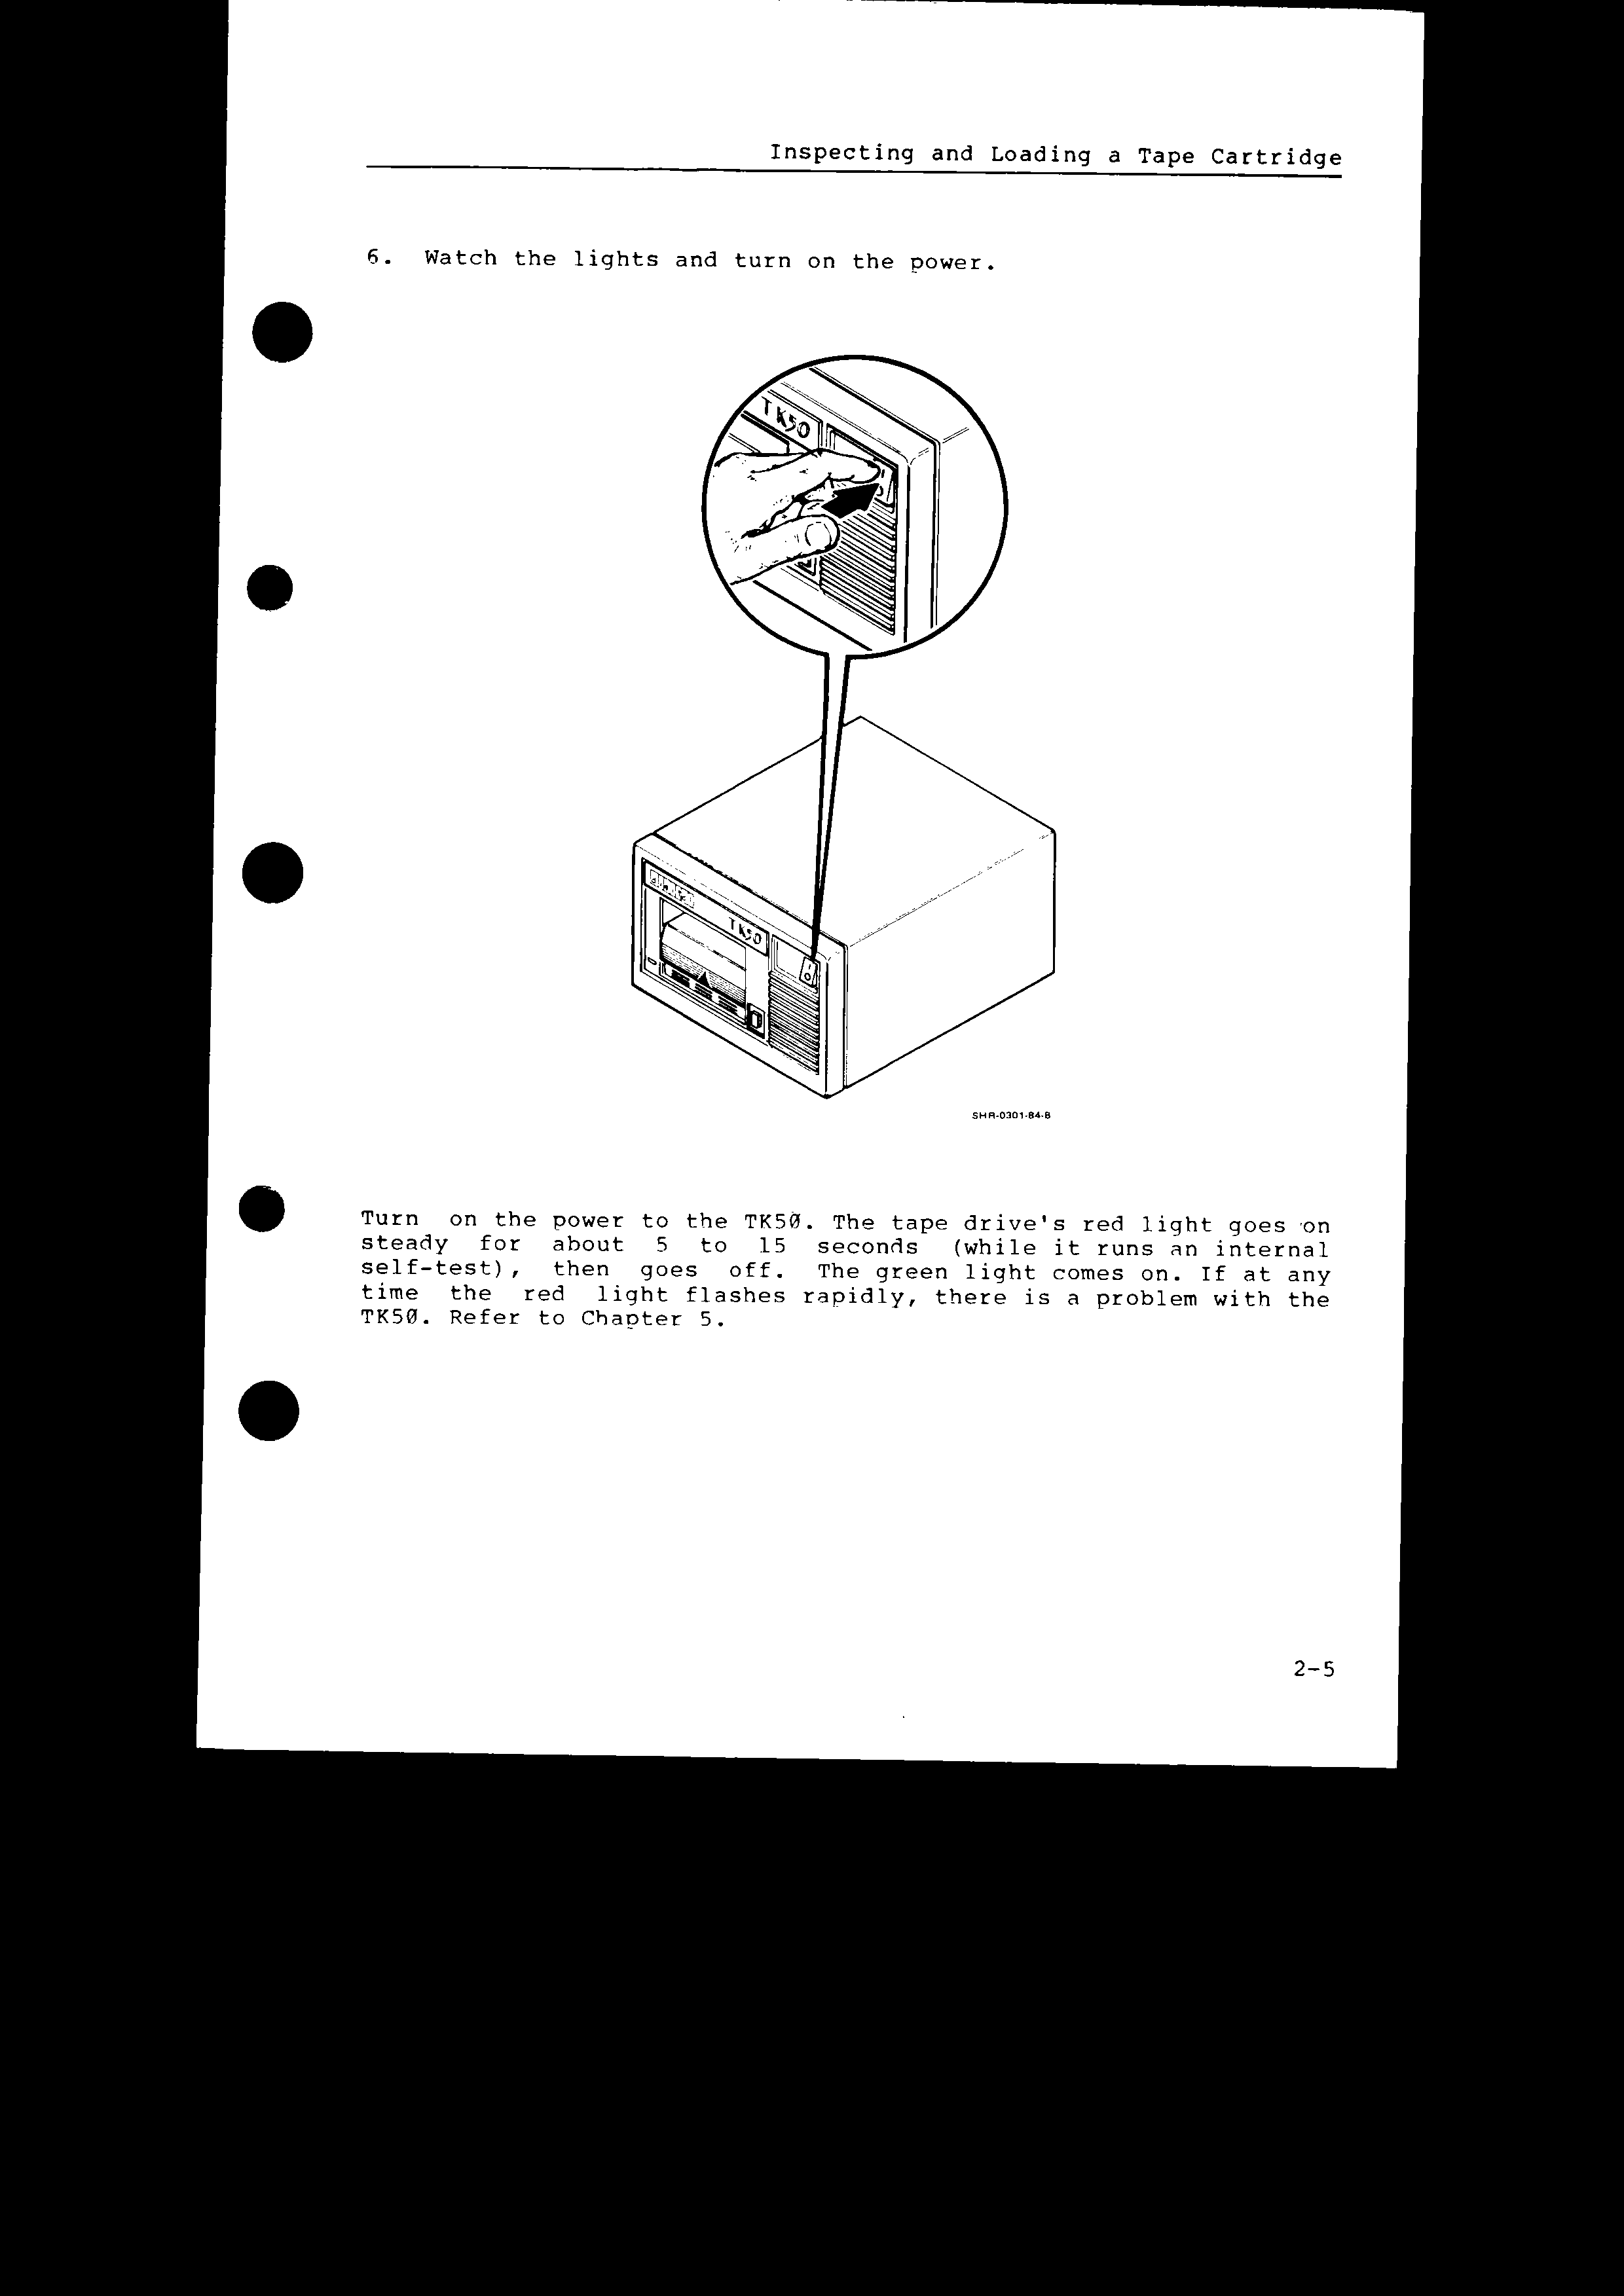 Inspecting and Loading a Tape Cartridge
6. Watch the lights and turn on the power.
TK50
TK50
SHR-0301-84-B
Turn on the power to the TK50. The tape drive's red light goes on
steady for about 5 to 15 seconds (while it runs an internal
self-test), then goes off. The green light comes on. If at any
time the red light flashes rapidly, there is a problem with the
TK50. Refer to Chapter 5.
2-5